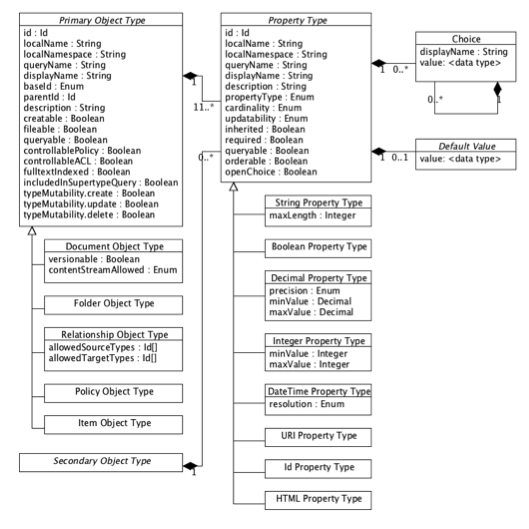 Primary Object Type
id : Id
localName : String
localNamespace : String
queryName : String
displayName : String
baseId : Enum
parentId : Id
description : String
creatable : Boolean
fileable : Boolean
queryable : Boolean
controllablePolicy : Boolean
controllableACL : Boolean
fulltextIndexed : Boolean
includedInSupertypeQuery : Boolean
typeMutability.create : Boolean
typeMutability.update : Boolean
typeMutability.delete : Boolean
1
11..*
0..*
Property Type
id : Id
localName : String
localNamespace : String
queryName : String
displayName : String
description : String
propertyType : Enum
cardinality : Enum
updatability : Enum
inherited : Boolean
required : Boolean
queryable : Boolean
orderable : Boolean
openChoice : Boolean
1 0..*
Choice
displayName : String
value: <data type>
0..* 1
1 0..1
Default Value
value: <data type>
Document Object Type
versionable : Boolean
contentStreamAllowed : Enum
Folder Object Type
Relationship Object Type
allowedSourceTypes : Id[]
allowedTargetTypes : Id[]
Policy Object Type
Item Object Type
Secondary Object Type
1
String Property Type
maxLength : Integer
Boolean Property Type
Decimal Property Type
precision : Enum
minValue : Decimal
maxValue : Decimal
Integer Property Type
minValue : Integer
maxValue : Integer
DateTime Property Type
resolution : Enum
URI Property Type
Id Property Type
HTML Property Type